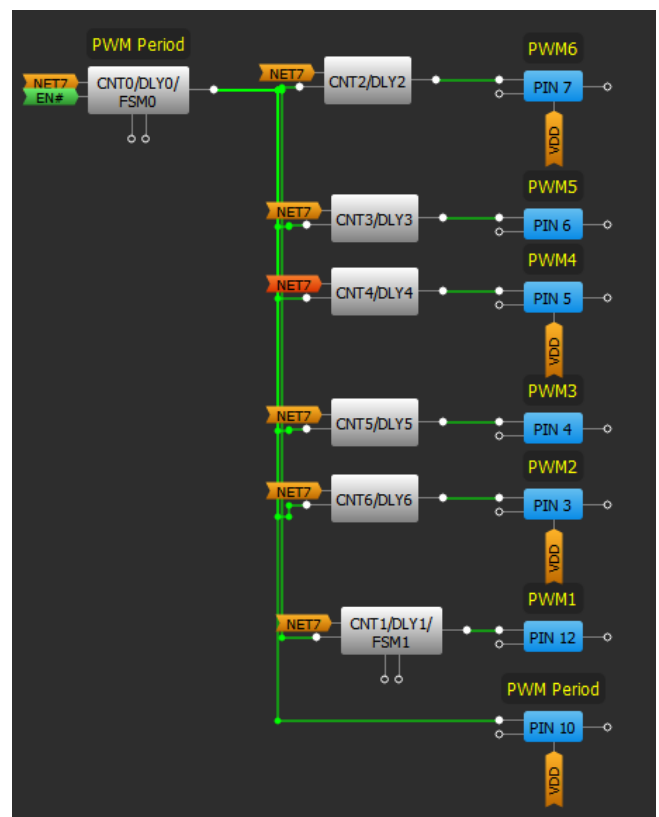 PWM Period
NET7
EN#
CNT0/DLY0/
FSM0
NET7
CNT2/DLY2
PWM6
PIN 7
VDD
NET7
CNT3/DLY3
PWM5
PIN 6
NET7
CNT4/DLY4
PWM4
PIN 5
VDD
NET7
CNT5/DLY5
PWM3
PIN 4
NET7
CNT6/DLY6
PWM2
PIN 3
VDD
NET7
CNT1/DLY1/
FSM1
PWM1
PIN 12
PWM Period
PIN 10
VDD